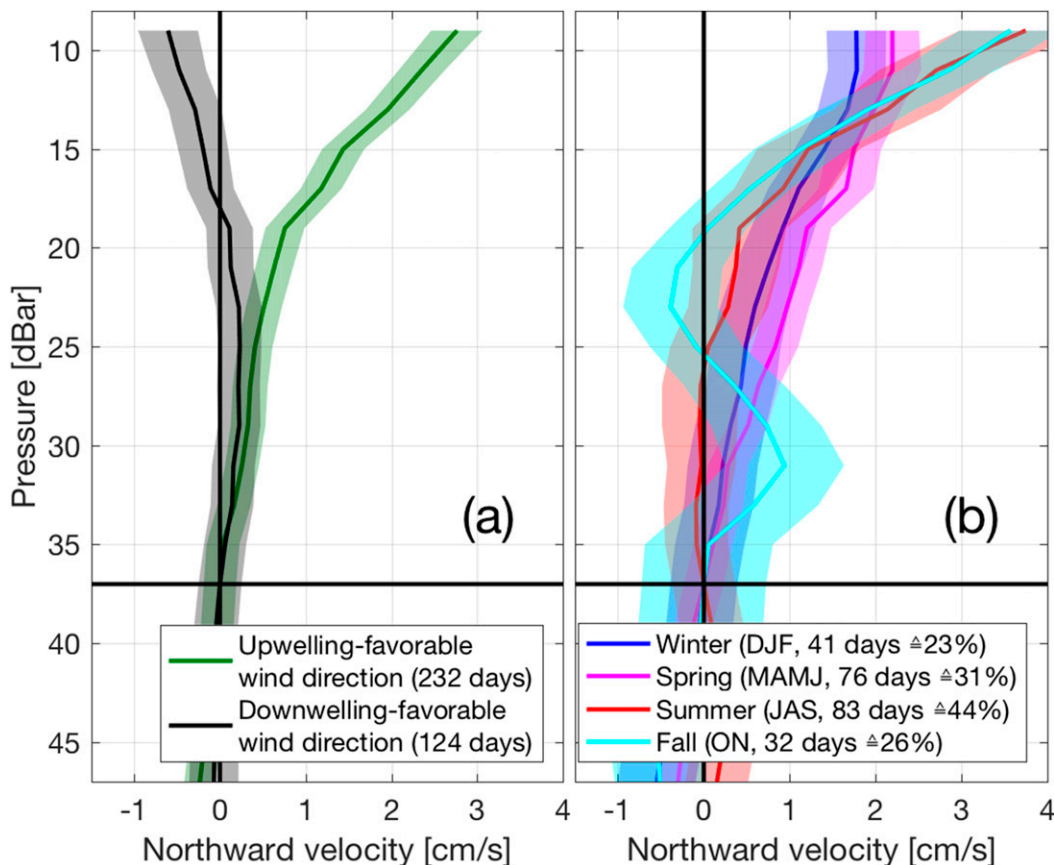 10
15
20
25
30
35
40
45
Pressure [dBar]
(a)
Upwelling-favorable
wind direction (232 days)
Downwelling-favorable
wind direction (124 days)
-1 0 1 2 3 4
Northward velocity [cm/s]
(b)
Winter (DJF, 41 days ≙23%)
Spring (MAMJ, 76 days ≙31%)
Summer (JAS, 83 days ≙44%)
Fall (ON, 32 days ≙26%)
-1 0 1 2 3 4
Northward velocity [cm/s]